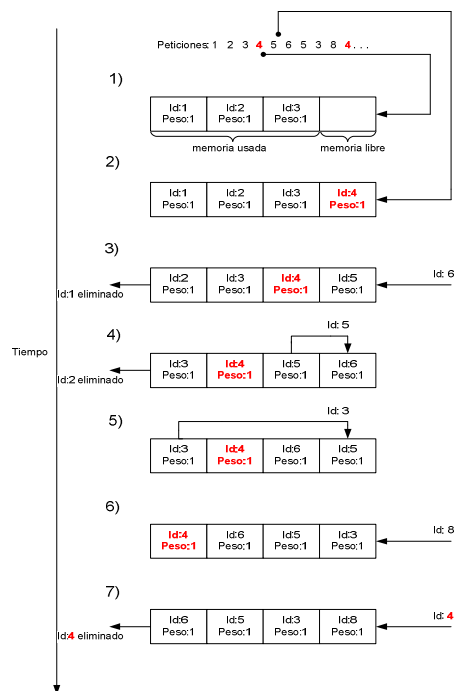 Peticiones: 1 2 3 4 5 6 5 3 8 4 . . .
1)
Id:1 Id:2 Id:3
Peso:1 Peso:1 Peso:1
memoria usada memoria libre
2)
Id:1 Id:2 Id:3 Id:4
Peso:1 Peso:1 Peso:1 Peso:1
3)
Id:2 Id:3 Id:4 Id:5 Id: 6
Peso:1 Peso:1 Peso:1 Peso:1
Id:1 eliminado
Id: 5
4)
Tiempo
Id:3 Id:4 Id:5 Id:6
Peso:1 Peso:1 Peso:1 Peso:1
Id:2 eliminado
Id: 3
5)
Id:3 Id:4 Id:6 Id:5
Peso:1 Peso:1 Peso:1 Peso:1
6)
Id:4 Id:6 Id:5 Id:3 Id: 8
Peso:1 Peso:1 Peso:1 Peso:1
7)
Id:6 Id:5 Id:3 Id:8 Id: 4
Peso:1 Peso:1 Peso:1 Peso:1
Id:4 eliminado